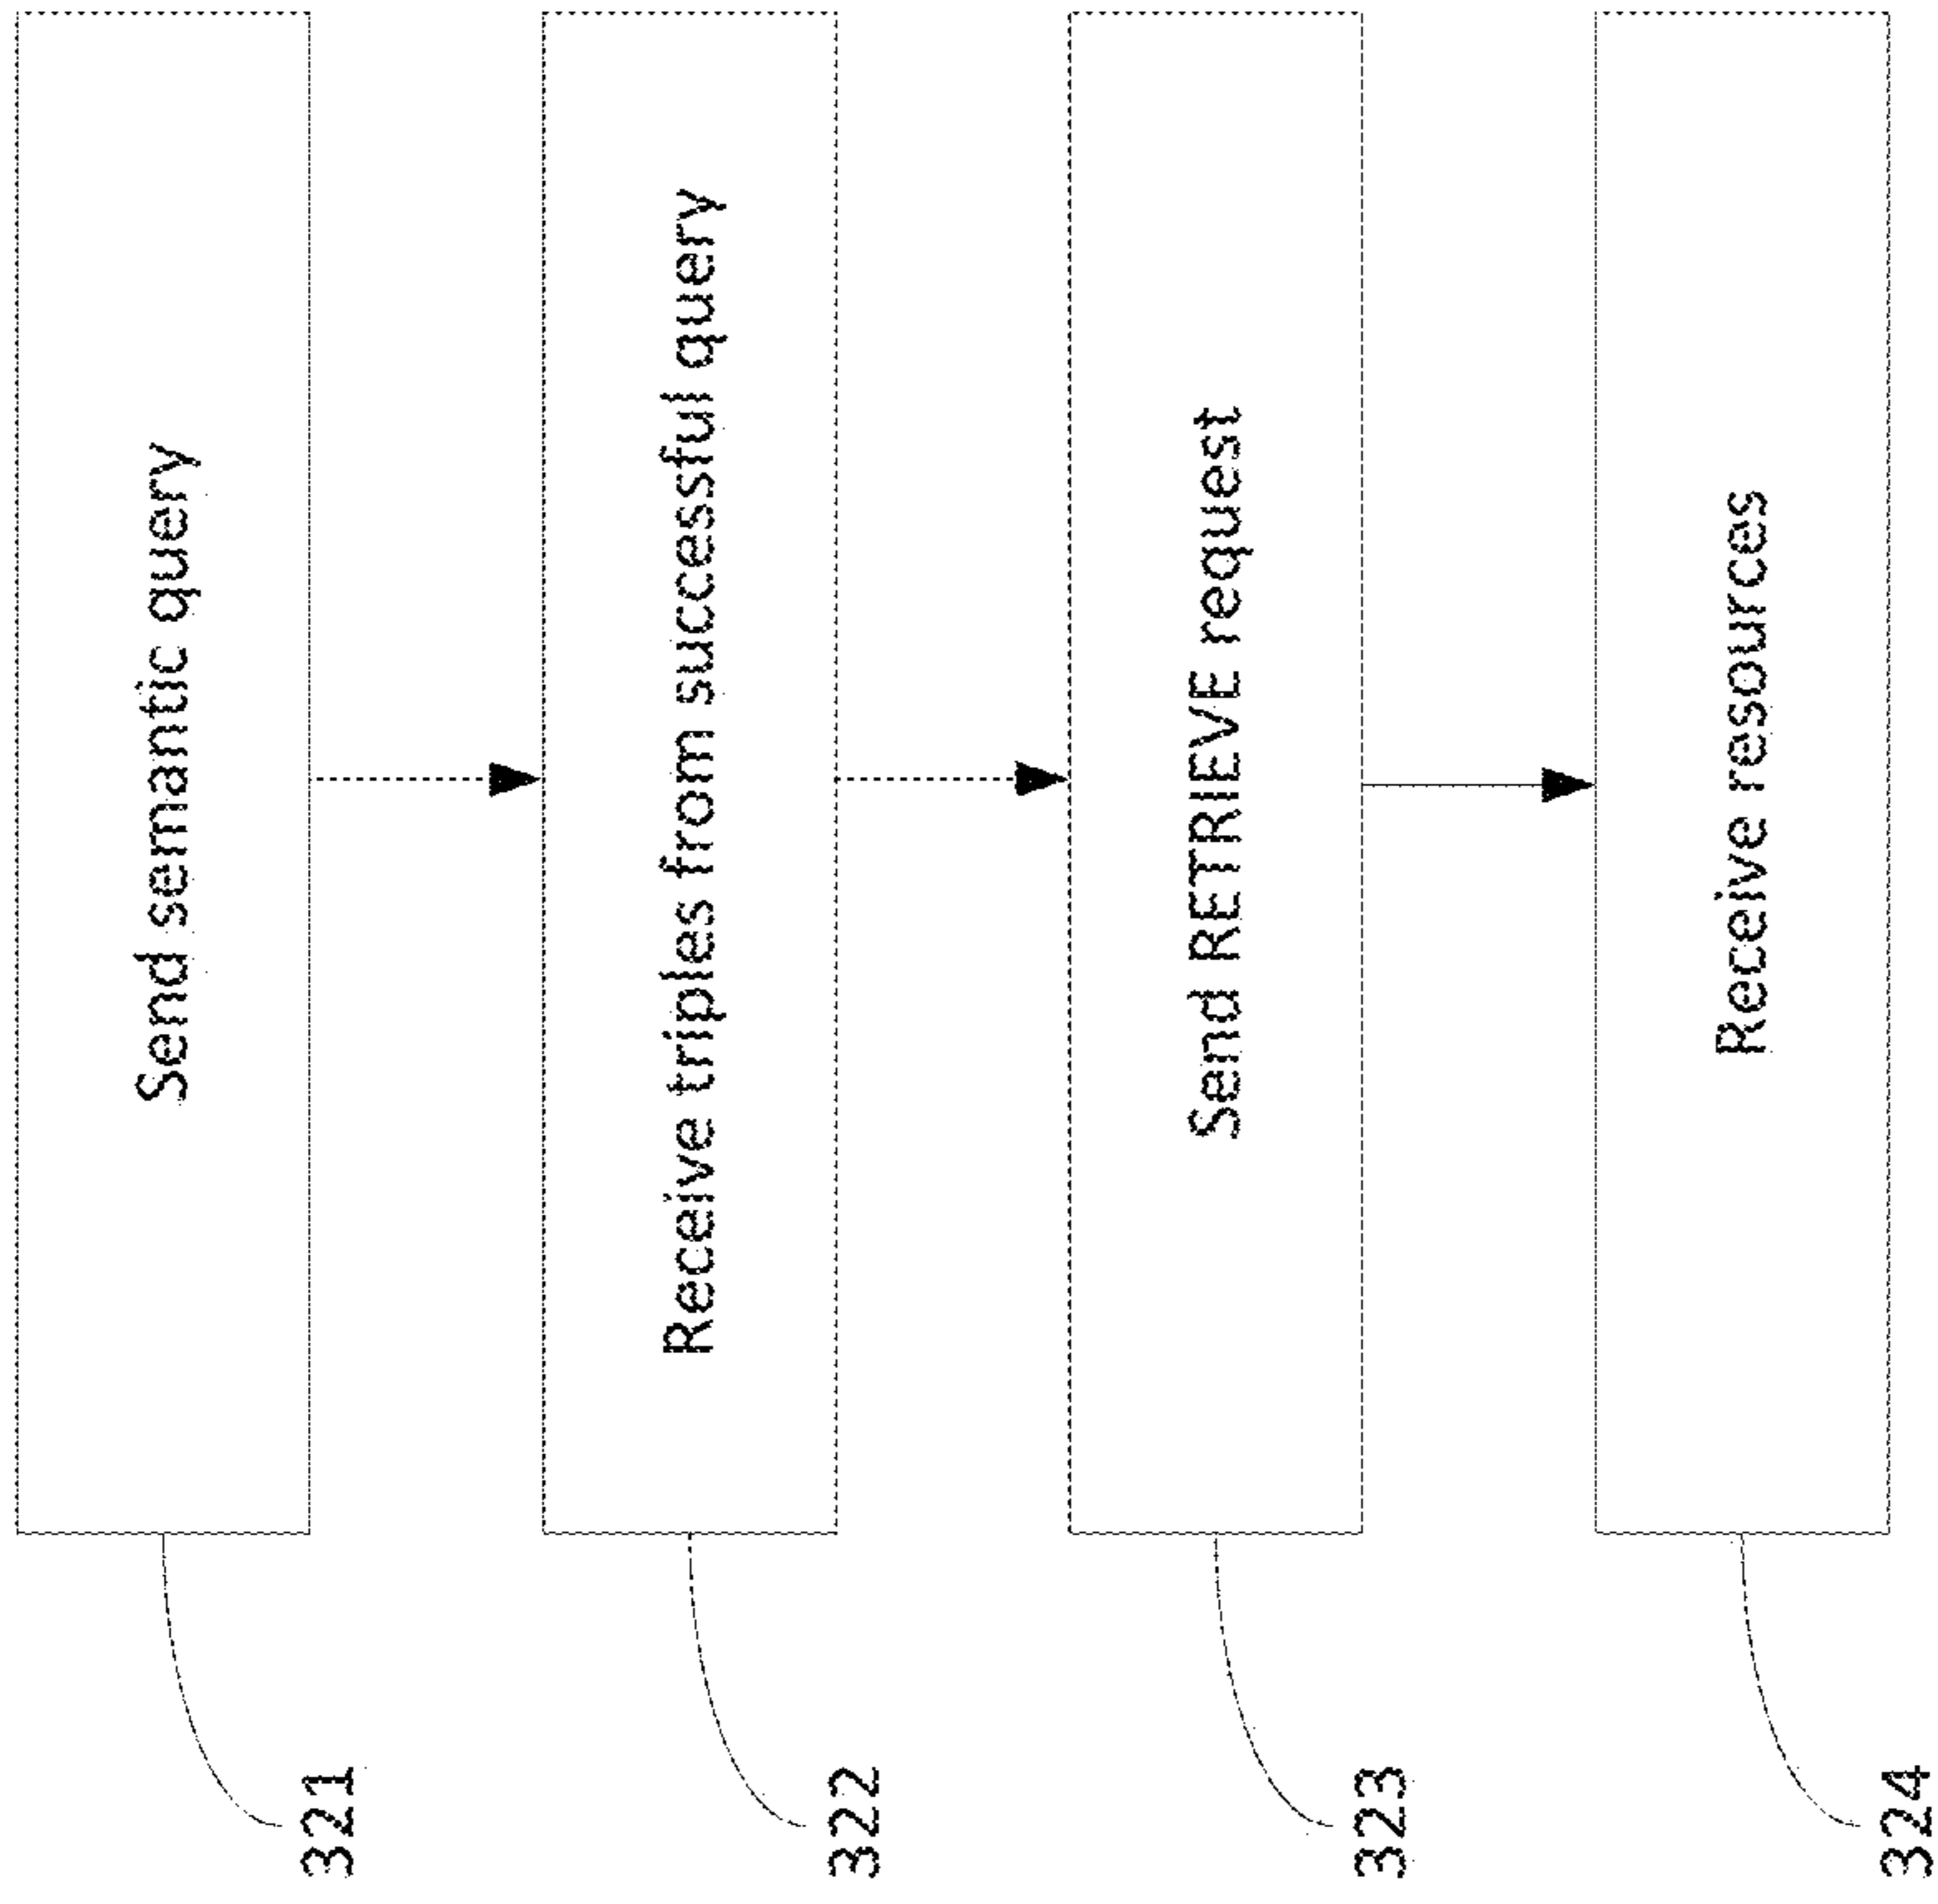 Send semantic query
321
Receive triples from successful query
322
Send RETRIEVE request
323
Receive resources
324